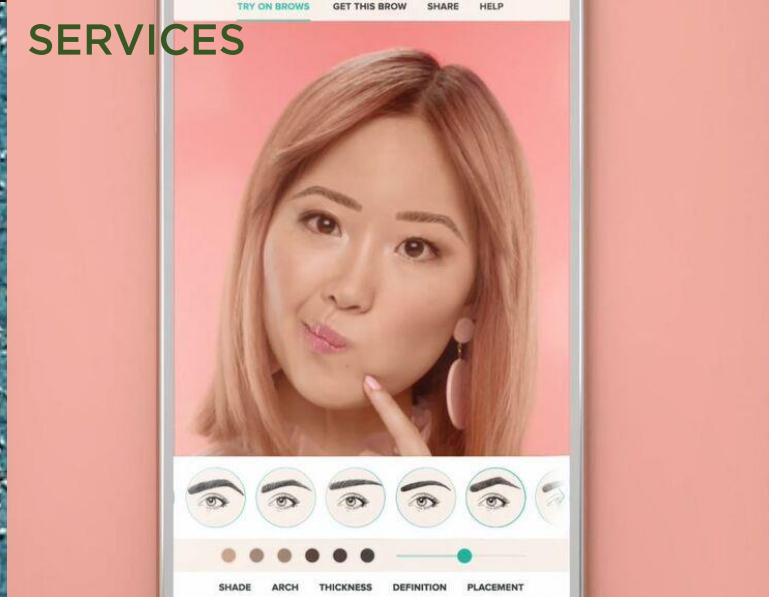 TRY ON BROWS GET THIS BROW SHARE HELP
SERVICES
SHADE ARCH THICKNESS DEFINITION PLACEMENT